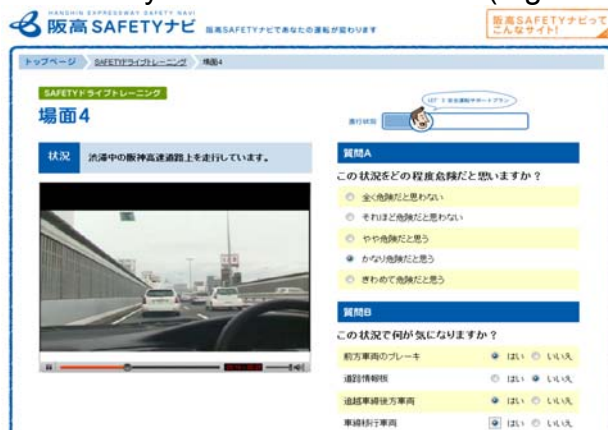 HANSHIN EXPRESSWAY SAFETY NAVI
阪高 SAFETYナビ
阪高SAFETYナビであなたの運転が変わります
阪高SAFETYナビって
こんなサイト!
トップページ
SAFETYドライブトレーニング
場面4
SAFETYドライブトレーニング
場面4
進行状況
状況
渋滞中の阪神高速道路上を走行しています。
質問A
この状況をどの程度危険だと思いますか?
全く危険だと思わない
それほど危険だと思わない
やや危険だと思う
かなり危険だと思う
きわめて危険だと思う
質問B
この状況で何が気になりますか?
前方車両のブレーキ はい いいえ
道路情報板 はい いいえ
追越車線後方車両 はい いいえ
車線移行車両 はい いいえ